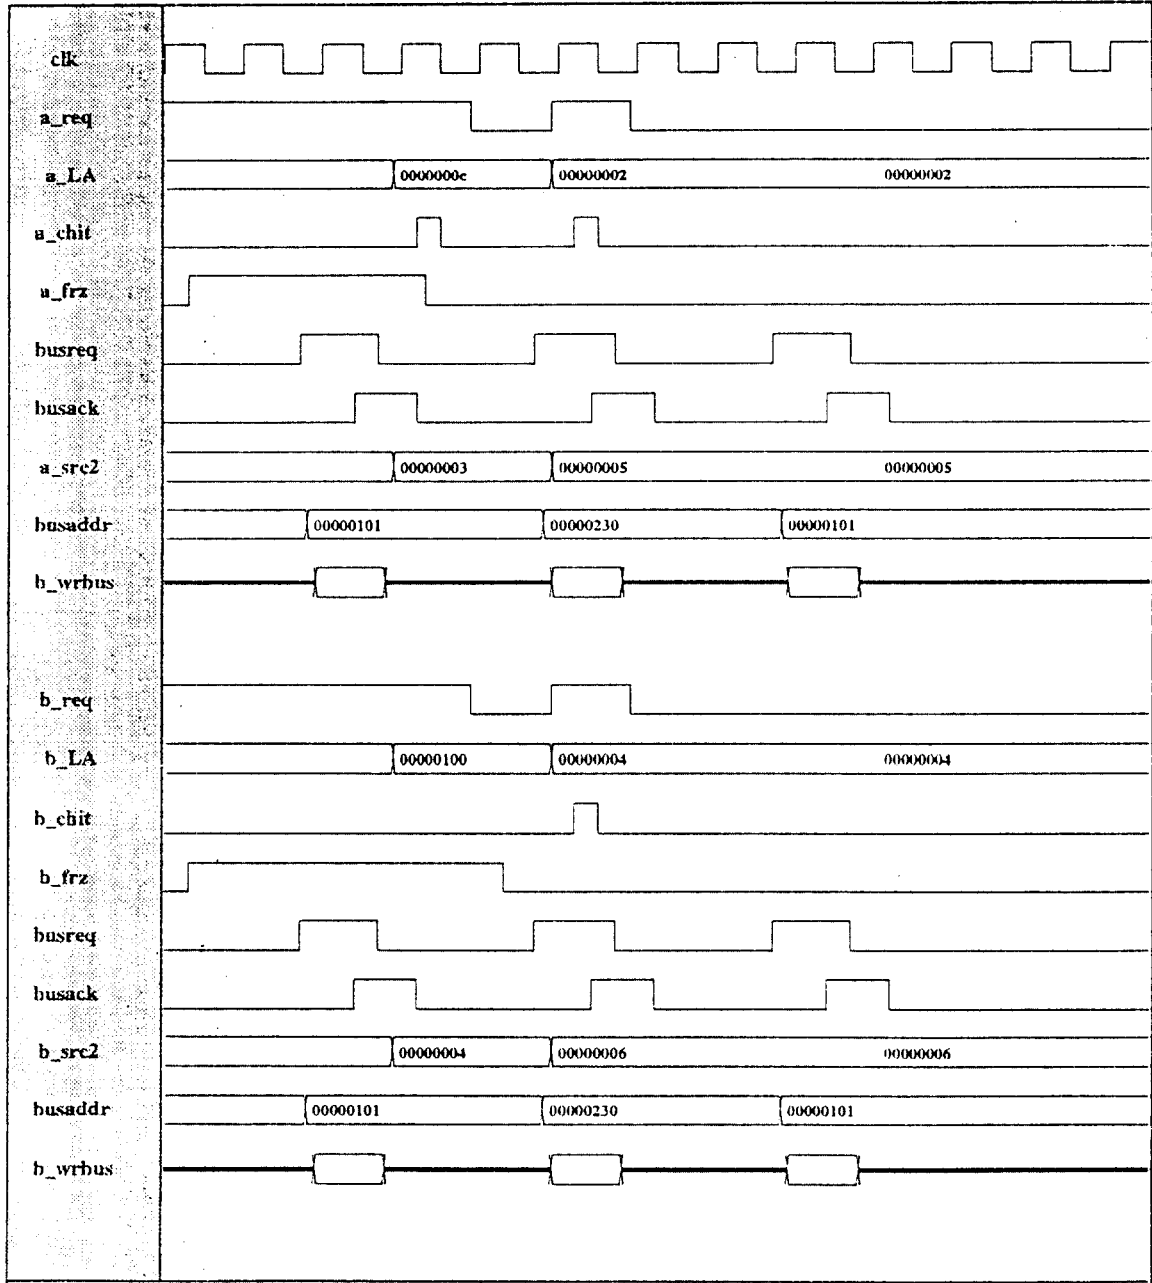 clk
a_req
a_LA 0000000c 00000002 00000002
a_chit
a_frz
busreq
busack
a_src2 00000003 00000005 00000005
busaddr 00000101 00000230 00000101
b_wrbus
b_req
b_LA 00000100 00000004 00000004
b_chit
b_frz
busreq
busack
b_src2 00000004 00000006 00000006
busaddr 00000101 00000230 00000101
b_wrbus